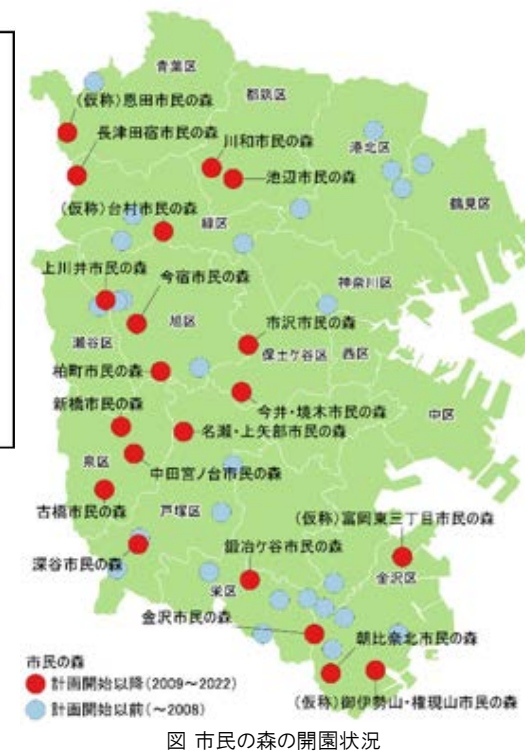 青葉区
都筑区
(仮称)恩田市民の森
長津田宿市民の森
川和市民の森
港北区
池辺市民の森
鶴見区
(仮称)台村市民の森
緑区
上川井市民の森
今宿市民の森
神奈川区
旭区
市沢市民の森
瀬谷区
保土ケ谷区
西区
柏町市民の森
新橋市民の森
今井・境木市民の森
中区
名瀬・上矢部市民の森
泉区
中田宮ノ台市民の森
古橋市民の森
戸塚区
(仮称)富岡東三丁目市民の森
鍛冶ケ谷市民の森
深谷市民の森
栄区
金沢区
金沢市民の森
朝比奈北市民の森
市民の森
計画開始以降(2009～2022)
計画開始以前(～2008)
(仮称)御伊勢山・権現山市民の森
図 市民の森の開園状況